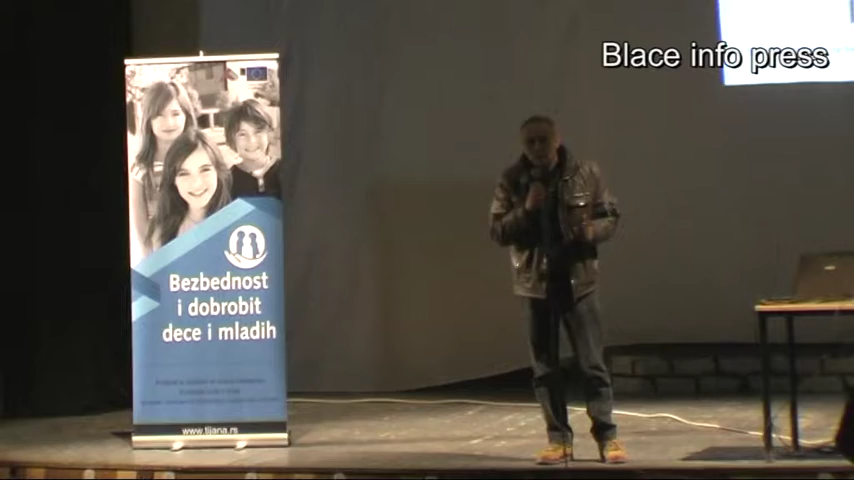 Blace info press
Bezbednost
i dobrobit
dece i mladih
www.tijana.rs